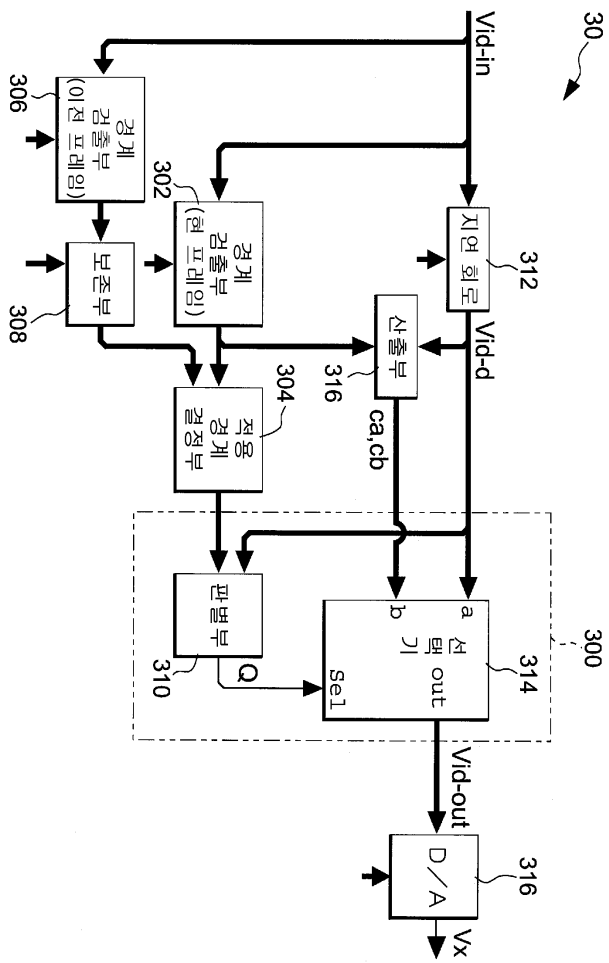 30
Vid-in
312
지연 회로
Vid-d
316
산출부
ca,cb
302
경계
검출부
(현 프레임)
306
경계
검출부
(이전 프레임)
308
보존부
304
적용
경계
결정부
300
310
판별부
Q
314
a
b
선택기
out
Sel
Vid-out
316
D/A
Vx